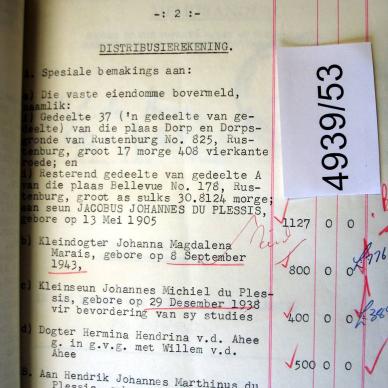 -: 2 :-
DISTRIBUSIEREKENING.
4939/53
1. Spesiale bemakings aan:
a) Die vaste eiendomme bovermeld,
naamlik:
i) Gedeelte 37 ('n gedeelte van ge-
deelte) van die plaas Dorp en Dorps-
gronde van Rustenburg No. 825, Rus-
tenburg, groot 17 morge 408 vierkante
roede; en
i) Resterend gedeelte van gedeelte A
van die plaas Bellevue No. 178, Rus-
tenburg, groot as sulks 30.8124 morge;
aan seun JACOBUS JOHANNES DU PLESSIS,
gebore op 13 Mei 1905 1127 0 0
b) Kleindogter Johanna Magdalena
Marais, gebore op 8 September
1943, 800 0 0
c) Kleinseun Johannes Michiel du Ples-
sis, gebore op 29 Desember 1938
vir bevordering van sy studies 400 0 0
d) Dogter Hermina Hendrina v.d. Ahee
g. in g.v.g. met Willem v.d.
Ahee 500 0 0
Aan Hendrik Johannes Marthinus du